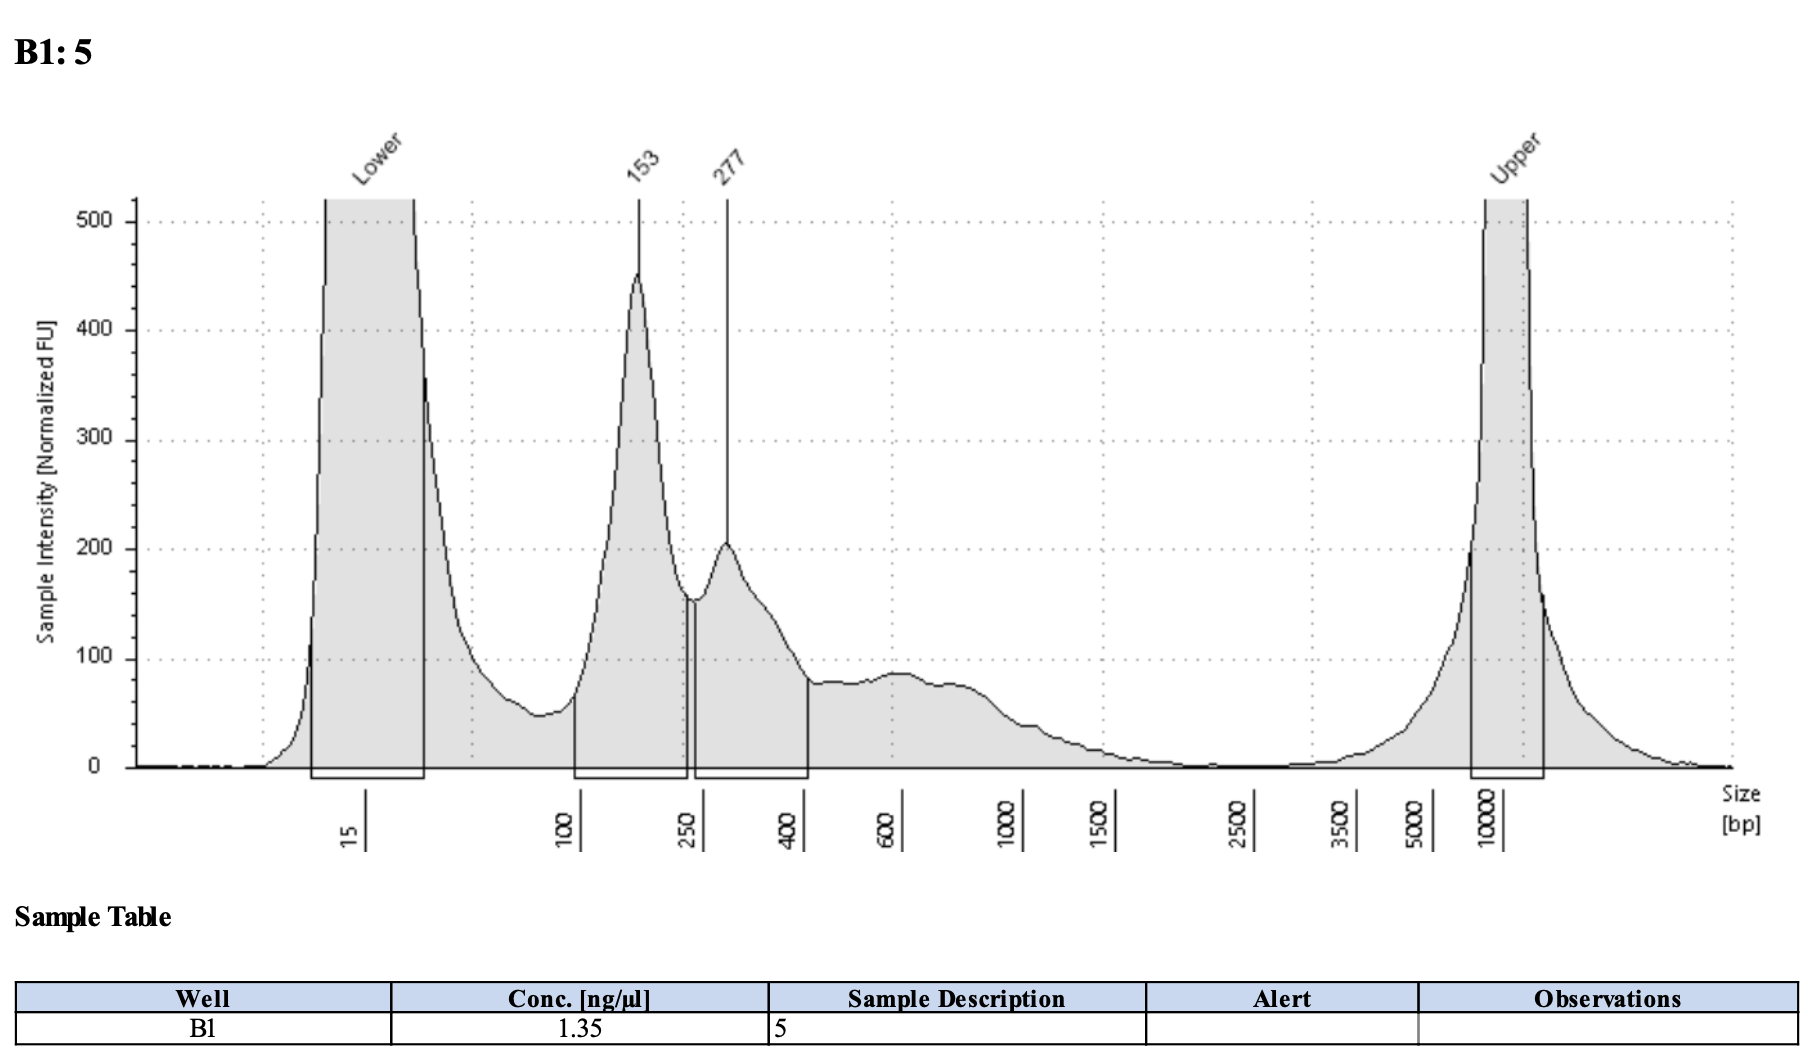 B1: 5
Lower
153
277
Upper
500
400
300
200
100
0
Sample Intensity [Normalized FU]
15
100
250
400
600
1000
1500
2500
3500
5000
10000
Size
[bp]
Sample Table
Well Conc. [ng/µl] Sample Description Alert Observations
B1 1.35 5